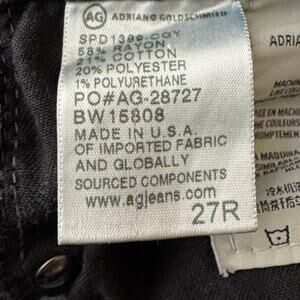 AG ADRIANO GOLDSCHMIED
SPD1389-CGY
58% RAYON
21% COTTON
20% POLYESTER
1% POLYURETHANE
PO#AG-28727
BW15808
MADE IN U.S.A.
OF IMPORTED FABRIC
AND GLOBALLY
SOURCED COMPONENTS
www.agjeans.com
27R
ADRIA